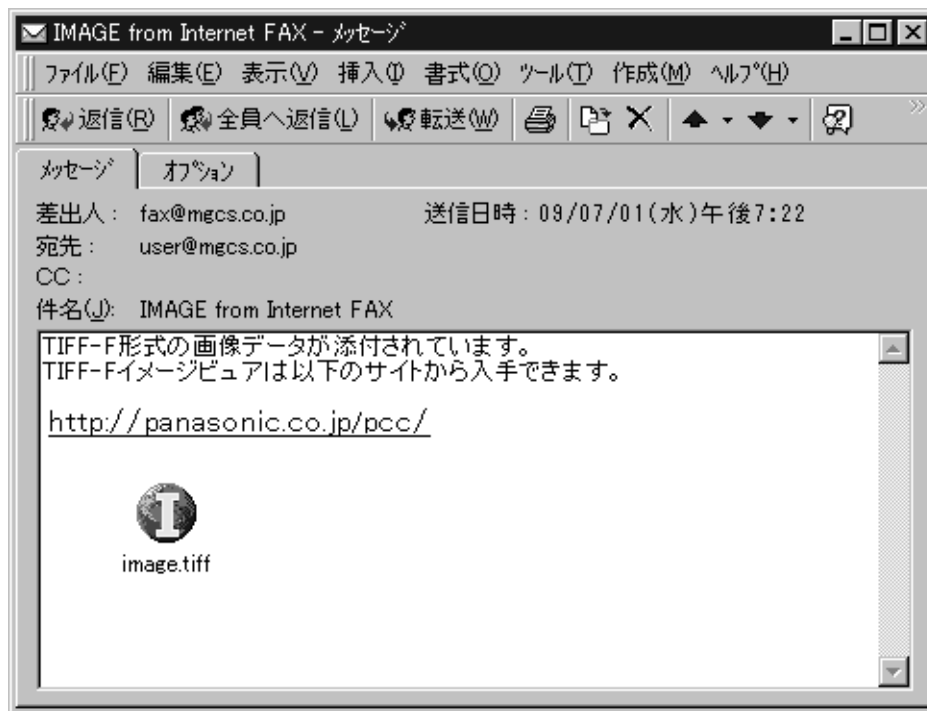 IMAGE from Internet FAX - ﾒｯｾｰｼﾞ
ﾌｧｲﾙ(F) 編集(E) 表示(V) 挿入(I) 書式(O) ﾂｰﾙ(T) 作成(M) ﾍﾙﾌﾟ(H)
返信(R) 全員へ返信(L) 転送(W)
ﾒｯｾｰｼﾞ ｵﾌﾟｼｮﾝ
差出人： fax@mgcs.co.jp 送信日時：09/07/01(水)午後7:22
宛先： user@mgcs.co.jp
CC：
件名(J): IMAGE from Internet FAX
TIFF-F形式の画像データが添付されています。
TIFF-Fイメージビュアは以下のサイトから入手できます。
http://panasonic.co.jp/pcc/
I
image.tiff